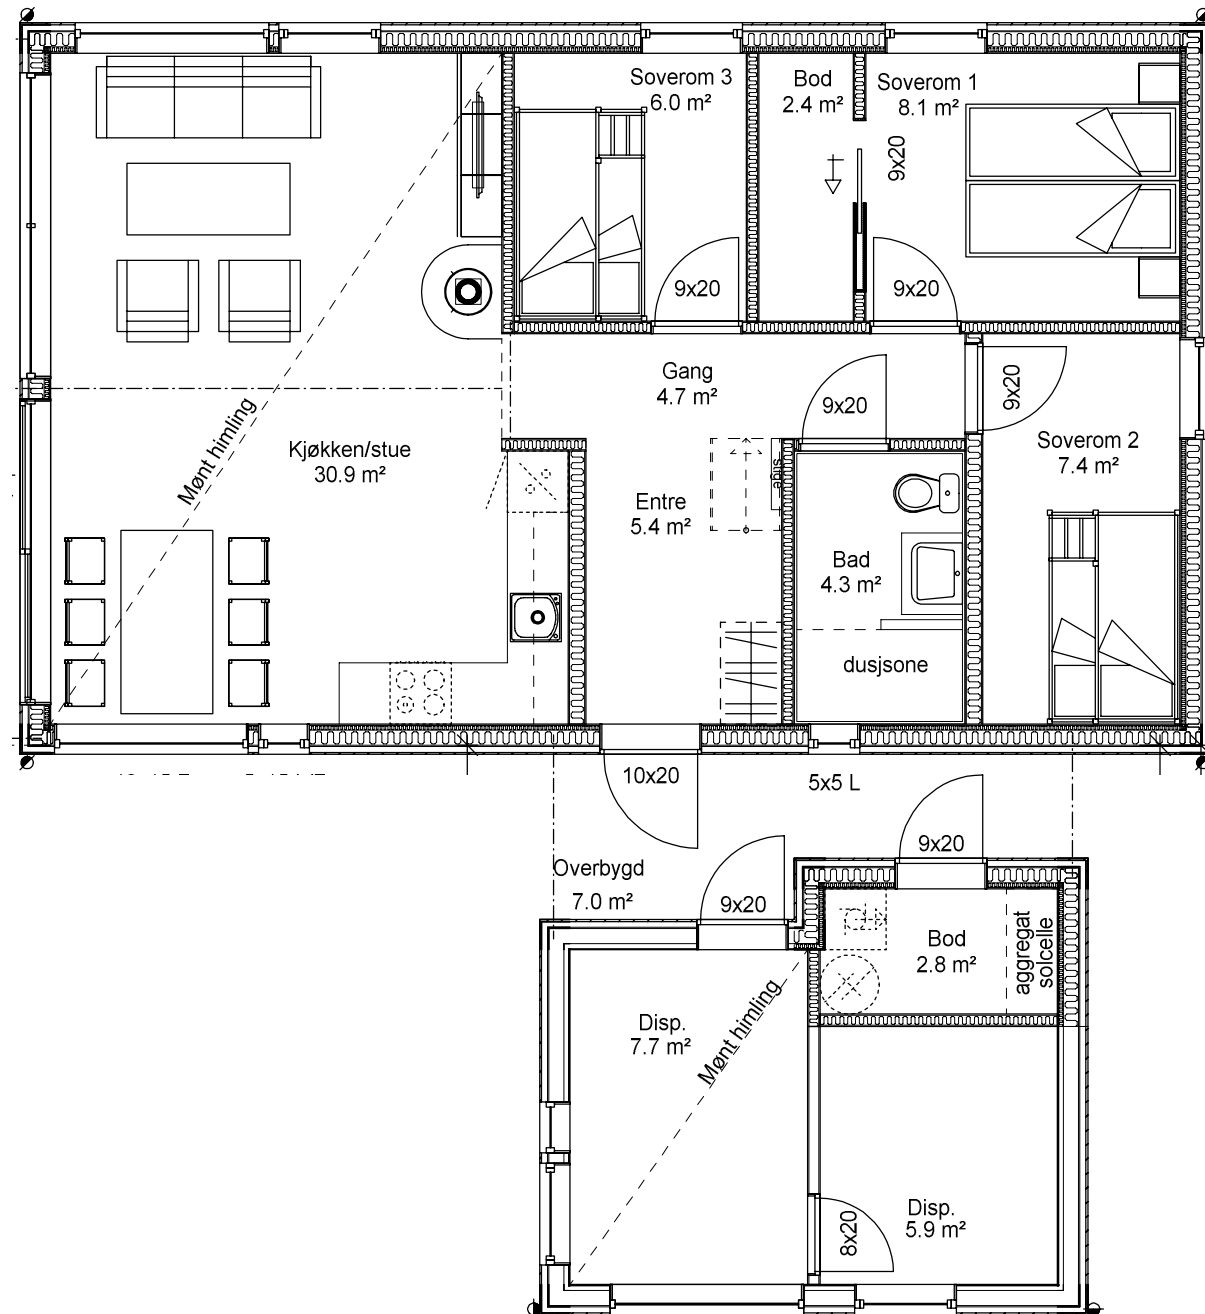 Soverom 3
6.0 m²
Bod
2.4 m²
Soverom 1
8.1 m²
9x20
9x20
9x20
Gang
4.7 m²
9x20
9x20
Mønt himling
Kjøkken/stue
30.9 m²
Soverom 2
7.4 m²
stige
Entre
5.4 m²
Bad
4.3 m²
dusjsone
10x20
5x5 L
9x20
Overbygd
7.0 m²
9x20
Bod
2.8 m²
aggregat
solcelle
Disp.
7.7 m²
Mønt himling
Disp.
5.9 m²
8x20